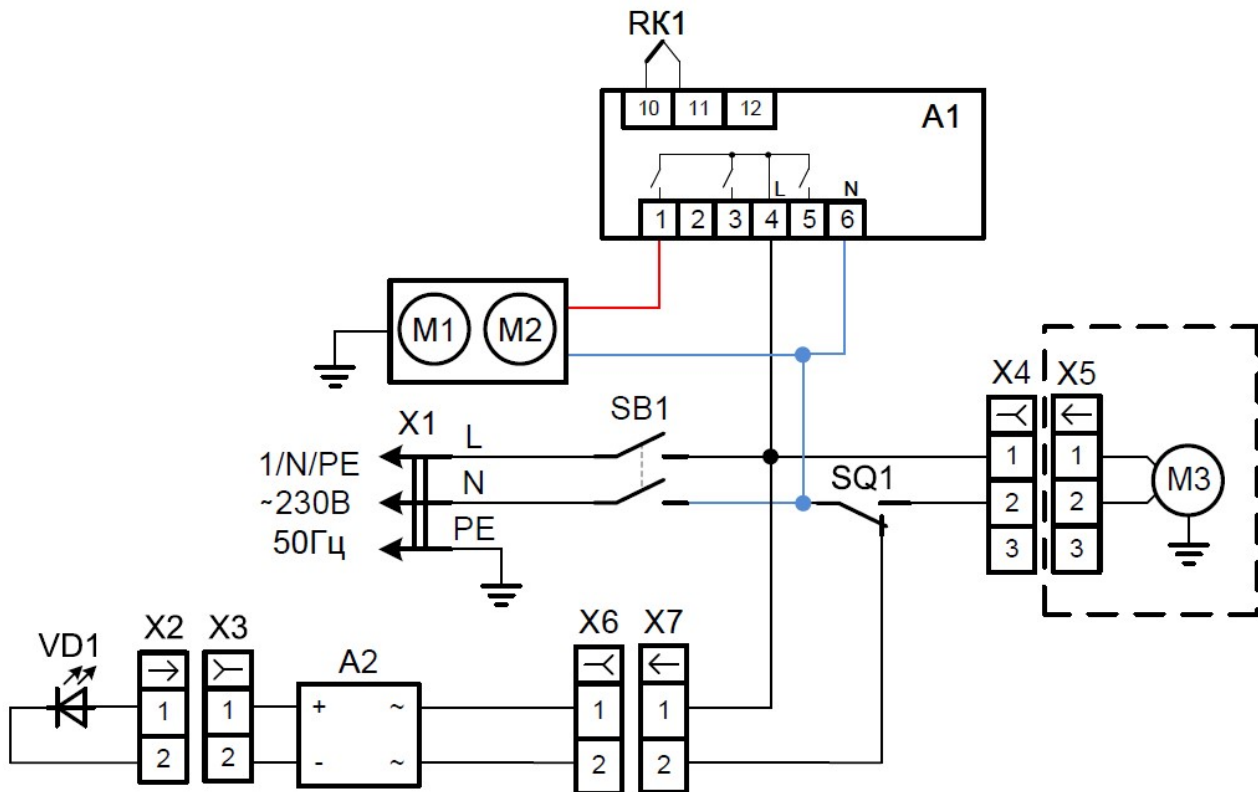 RK1
10 11 12
A1
L N
1 2 3 4 5 6
M1 M2
X4 X5
SB1
X1
L
1/N/PE
~230В
50Гц
N
PE
SQ1
1 1
2 2
3 3
M3
VD1
X2 X3
A2
X6 X7
1 1 + ~ 1 1
2 2 - ~ 2 2